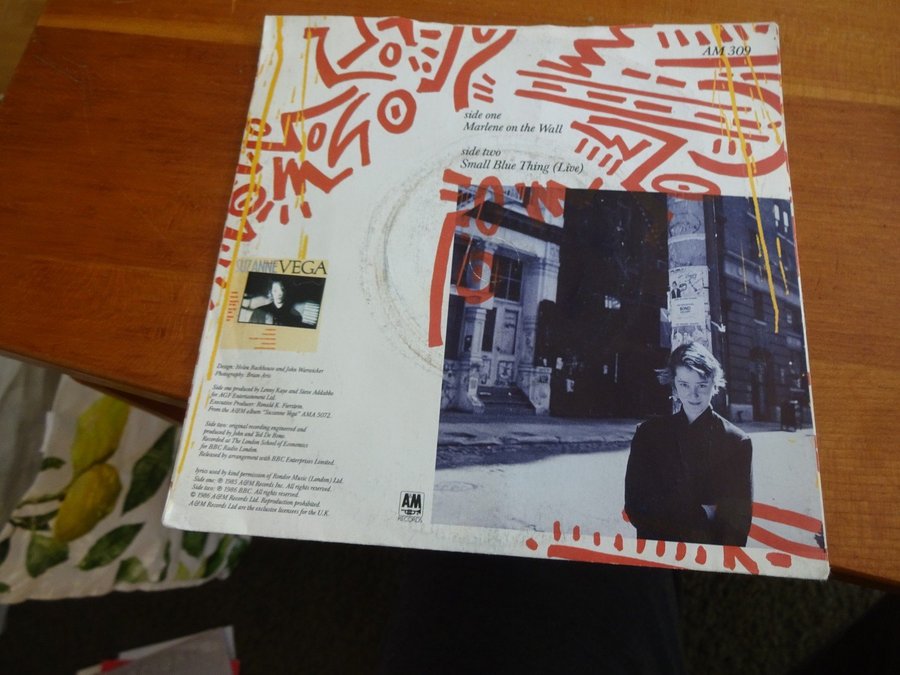 AM 309
side one
Marlene on the Wall
side two
Small Blue Thing (Live)
SUZANNE VEGA
Design: Helen Backhouse and John Warwicker
Photography: Brian Aris
Side one produced by Lenny Kaye and Steve Addabbo
for AGF Entertainment Ltd.
Executive Producer: Ronald K. Fierstein.
From the A&M album "Suzanne Vega" AMA 5072.
Side two: original recording engineered and
produced by John and Ted De Bono.
Recorded at The London School of Economics
for BBC Radio London.
Released by arrangement with BBC Enterprises Limited.
lyrics used by kind permission of Rondor Music (London) Ltd.
Side one: ℗ 1985 A&M Records Inc. All rights reserved.
Side two: ℗ 1986 BBC. All rights reserved.
© 1986 A&M Records Ltd. Reproduction prohibited.
A&M Records Ltd are the exclusive licensees for the U.K.
AM
RECORDS